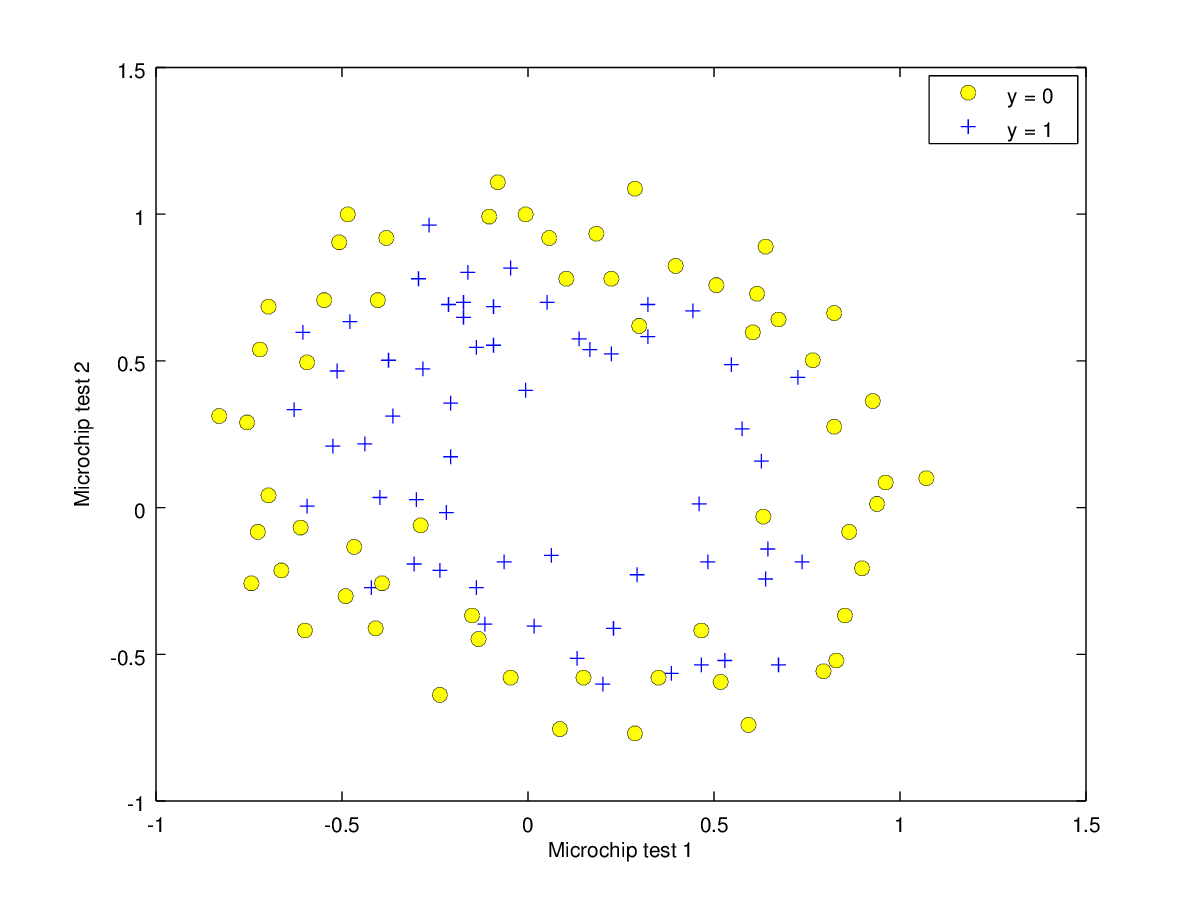 1.5
y = 0
y = 1
1
0.5
Microchip test 2
0
-0.5
-1
-1 -0.5 0 0.5 1 1.5
Microchip test 1